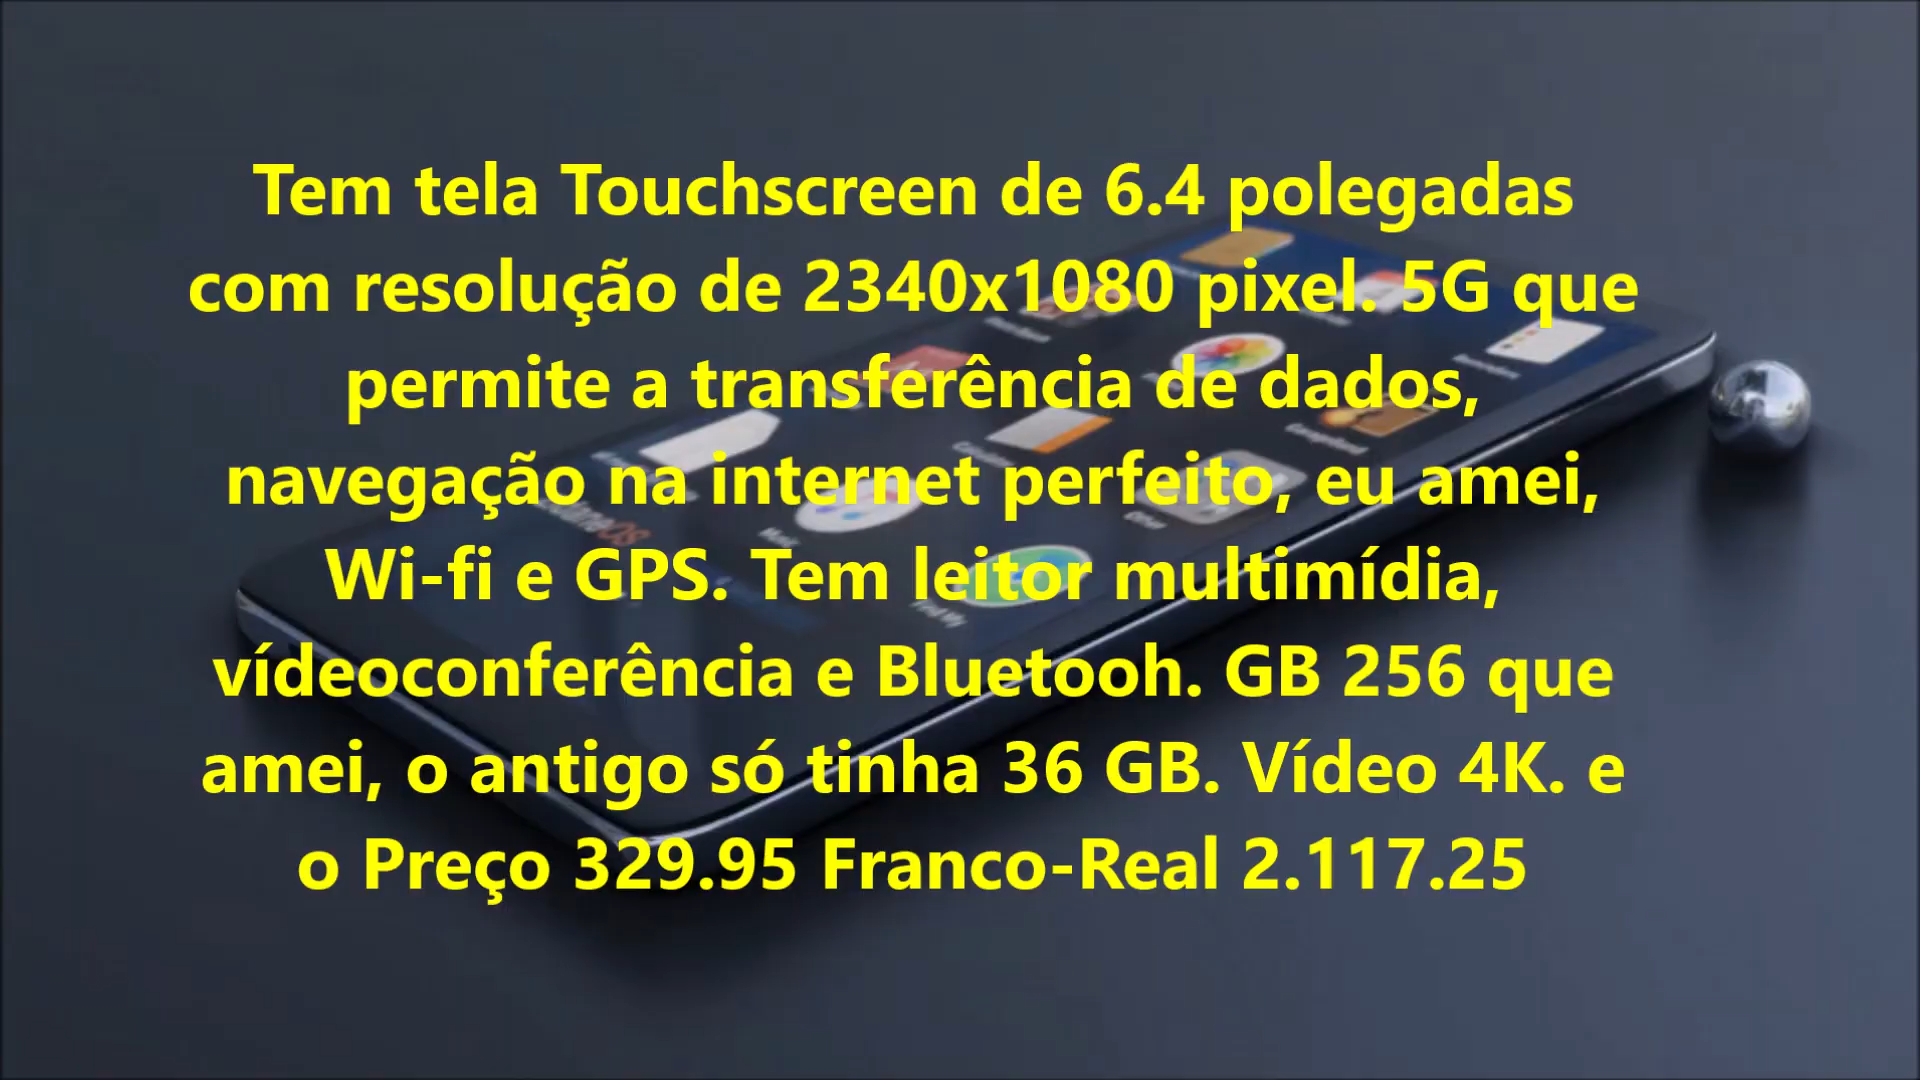 Tem tela Touchscreen de 6.4 polegadas
com resolução de 2340x1080 pixel. 5G que
permite a transferência de dados,
navegação na internet perfeito, eu amei,
Wi-fi e GPS. Tem leitor multimídia,
vídeoconferência e Bluetooh. GB 256 que
amei, o antigo só tinha 36 GB. Vídeo 4K. e
o Preço 329.95 Franco-Real 2.117.25